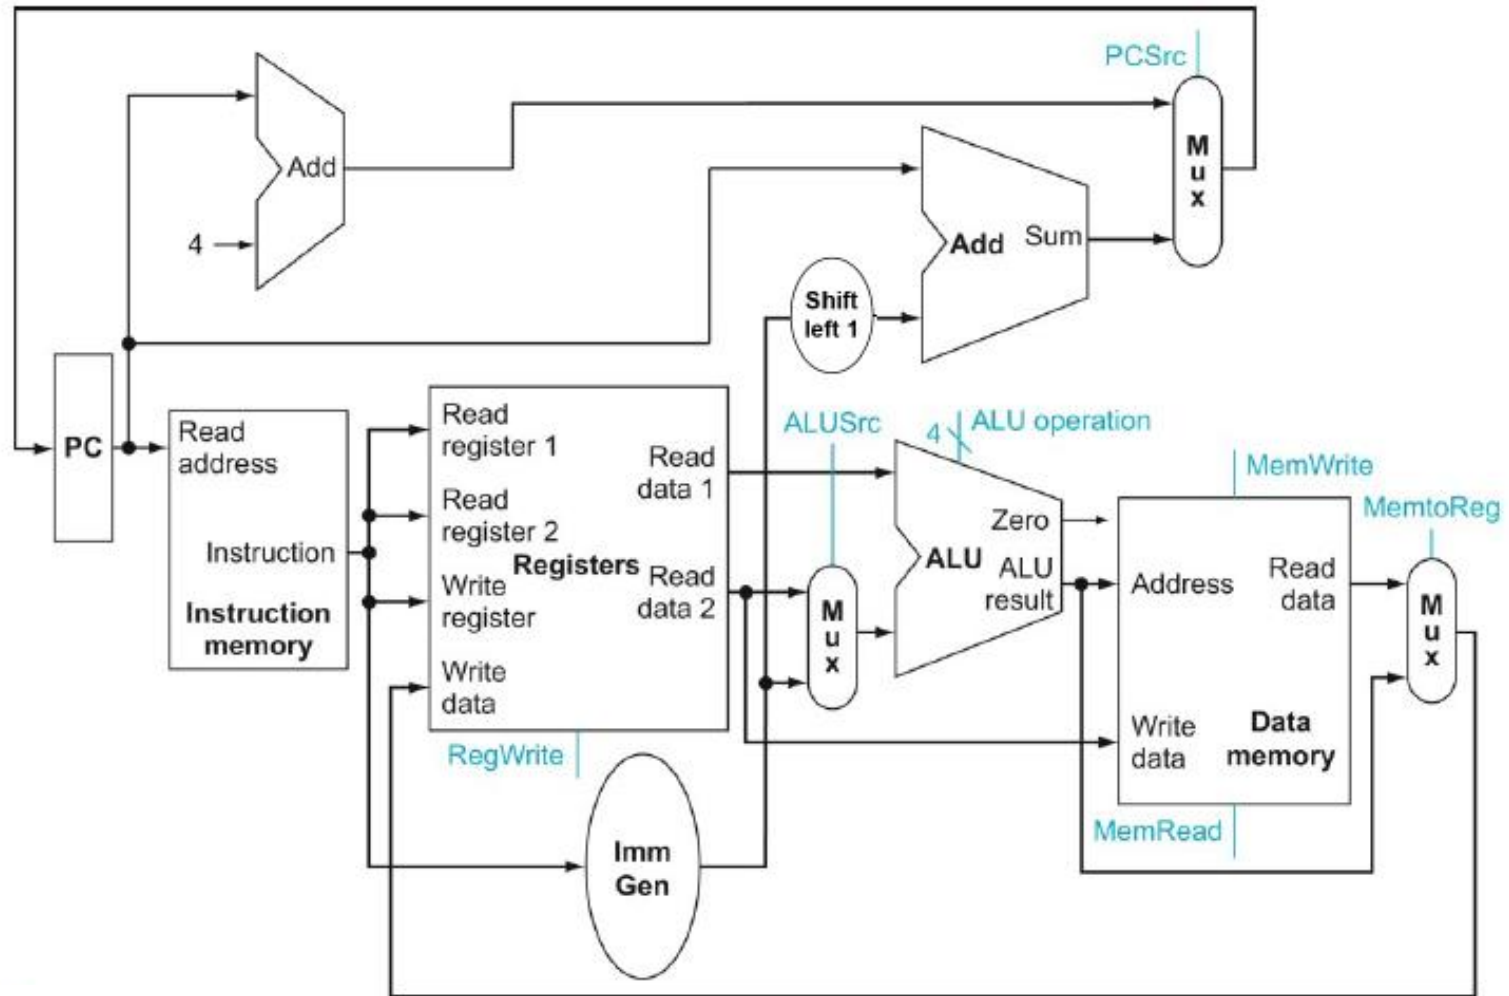 PCSrc
M
u
x
Add
4
Add
Sum
Shift
left 1
PC
Read
address
Instruction
Instruction
memory
Read
register 1
Read
register 2
Write
register
Write
data
Registers
Read
data 1
Read
data 2
RegWrite
Imm
Gen
ALUSrc
M
u
x
4
ALU operation
Zero
ALU
ALU
result
MemWrite
Address
Read
data
Write
data
Data
memory
MemRead
MemtoReg
M
u
x